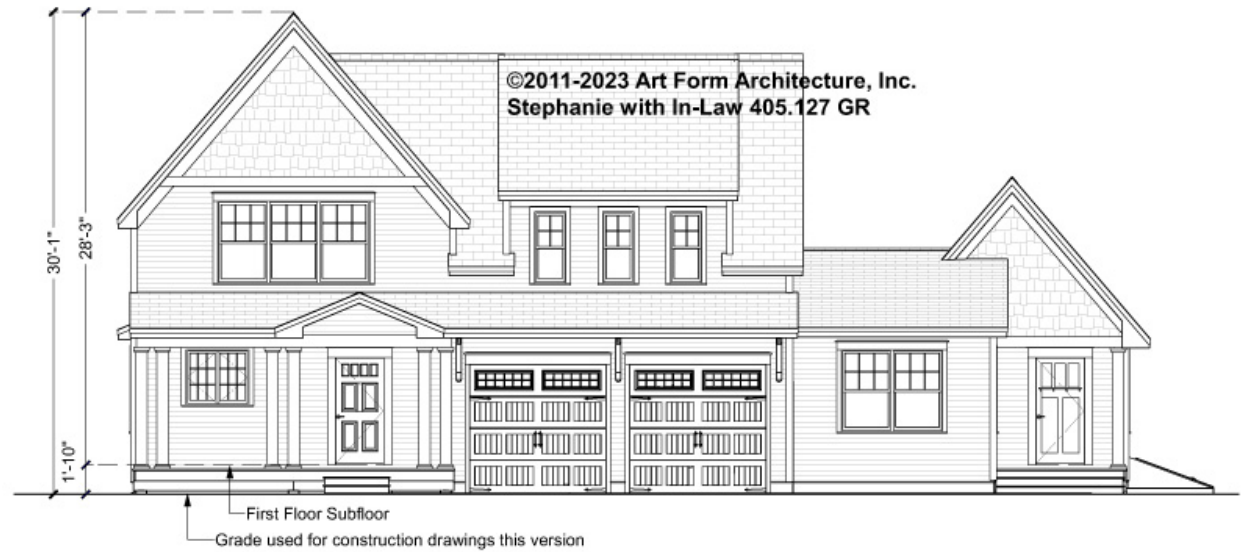 ©2011-2023 Art Form Architecture, Inc.
Stephanie with In-Law 405.127 GR
30'-1"
28'-3"
1'-10"
First Floor Subfloor
Grade used for construction drawings this version